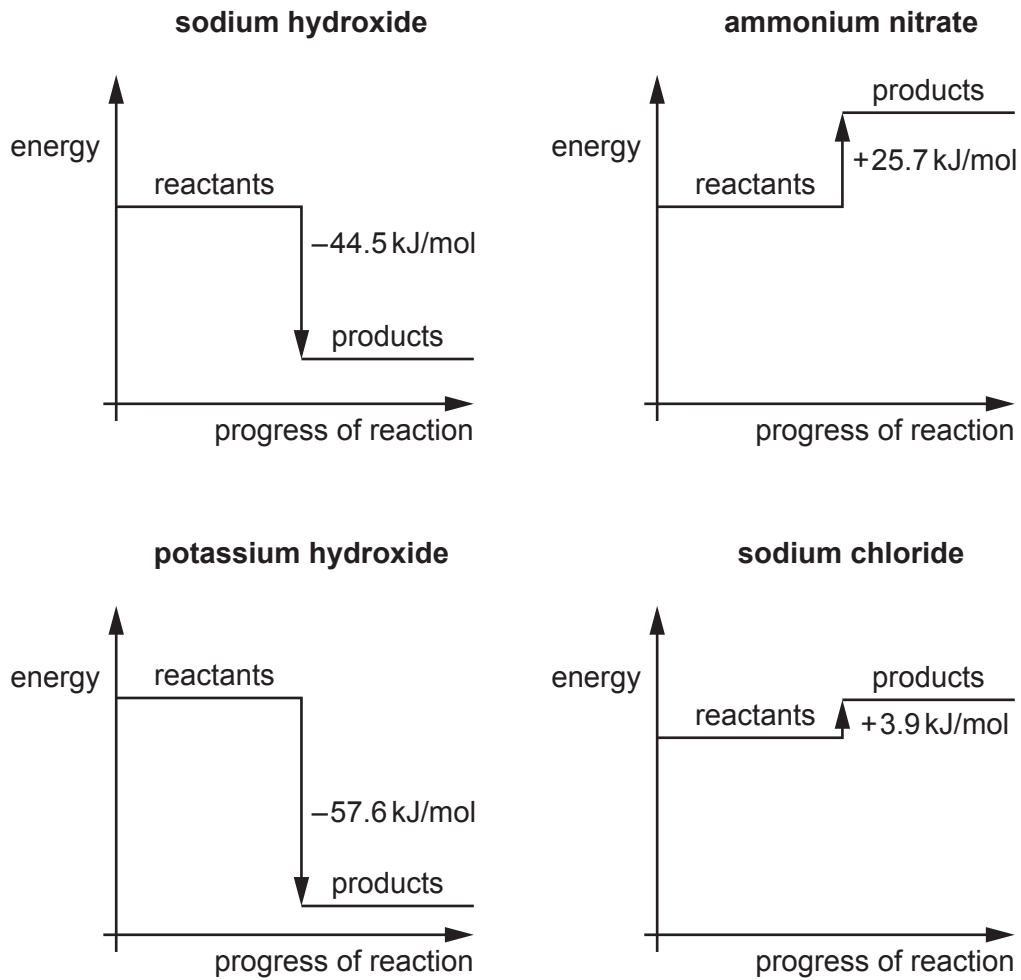 sodium hydroxide
energy
reactants
–44.5 kJ/mol
products
progress of reaction
ammonium nitrate
products
energy
+25.7 kJ/mol
reactants
progress of reaction
potassium hydroxide
energy
reactants
–57.6 kJ/mol
products
progress of reaction
sodium chloride
energy
products
reactants
+3.9 kJ/mol
progress of reaction